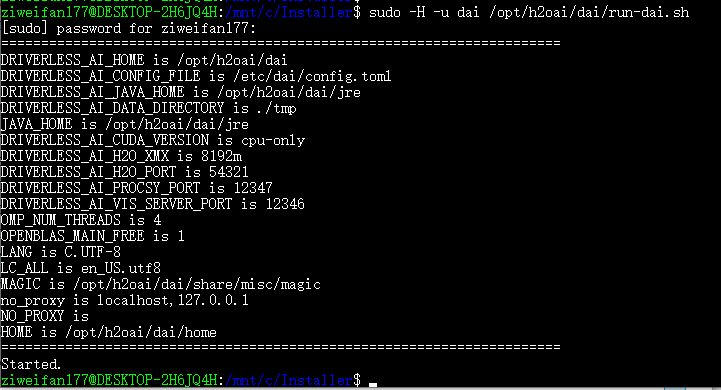 ziweifan177@DESKTOP-2H6JQ4H:/mnt/c/Installer$ sudo -H -u dai /opt/h2oai/dai/run-dai.sh
[sudo] password for ziweifan177:
================================================================================
DRIVERLESS_AI_HOME is /opt/h2oai/dai
DRIVERLESS_AI_CONFIG_FILE is /etc/dai/config.toml
DRIVERLESS_AI_JAVA_HOME is /opt/h2oai/dai/jre
DRIVERLESS_AI_DATA_DIRECTORY is ./tmp
JAVA_HOME is /opt/h2oai/dai/jre
DRIVERLESS_AI_CUDA_VERSION is cpu-only
DRIVERLESS_AI_H2O_XMX is 8192m
DRIVERLESS_AI_H2O_PORT is 54321
DRIVERLESS_AI_PROCSY_PORT is 12347
DRIVERLESS_AI_VIS_SERVER_PORT is 12346
OMP_NUM_THREADS is 4
OPENBLAS_MAIN_FREE is 1
LANG is C.UTF-8
LC_ALL is en_US.utf8
MAGIC is /opt/h2oai/dai/share/misc/magic
no_proxy is localhost,127.0.0.1
NO_PROXY is
HOME is /opt/h2oai/dai/home
================================================================================
Started.
ziweifan177@DESKTOP-2H6JQ4H:/mnt/c/Installer$